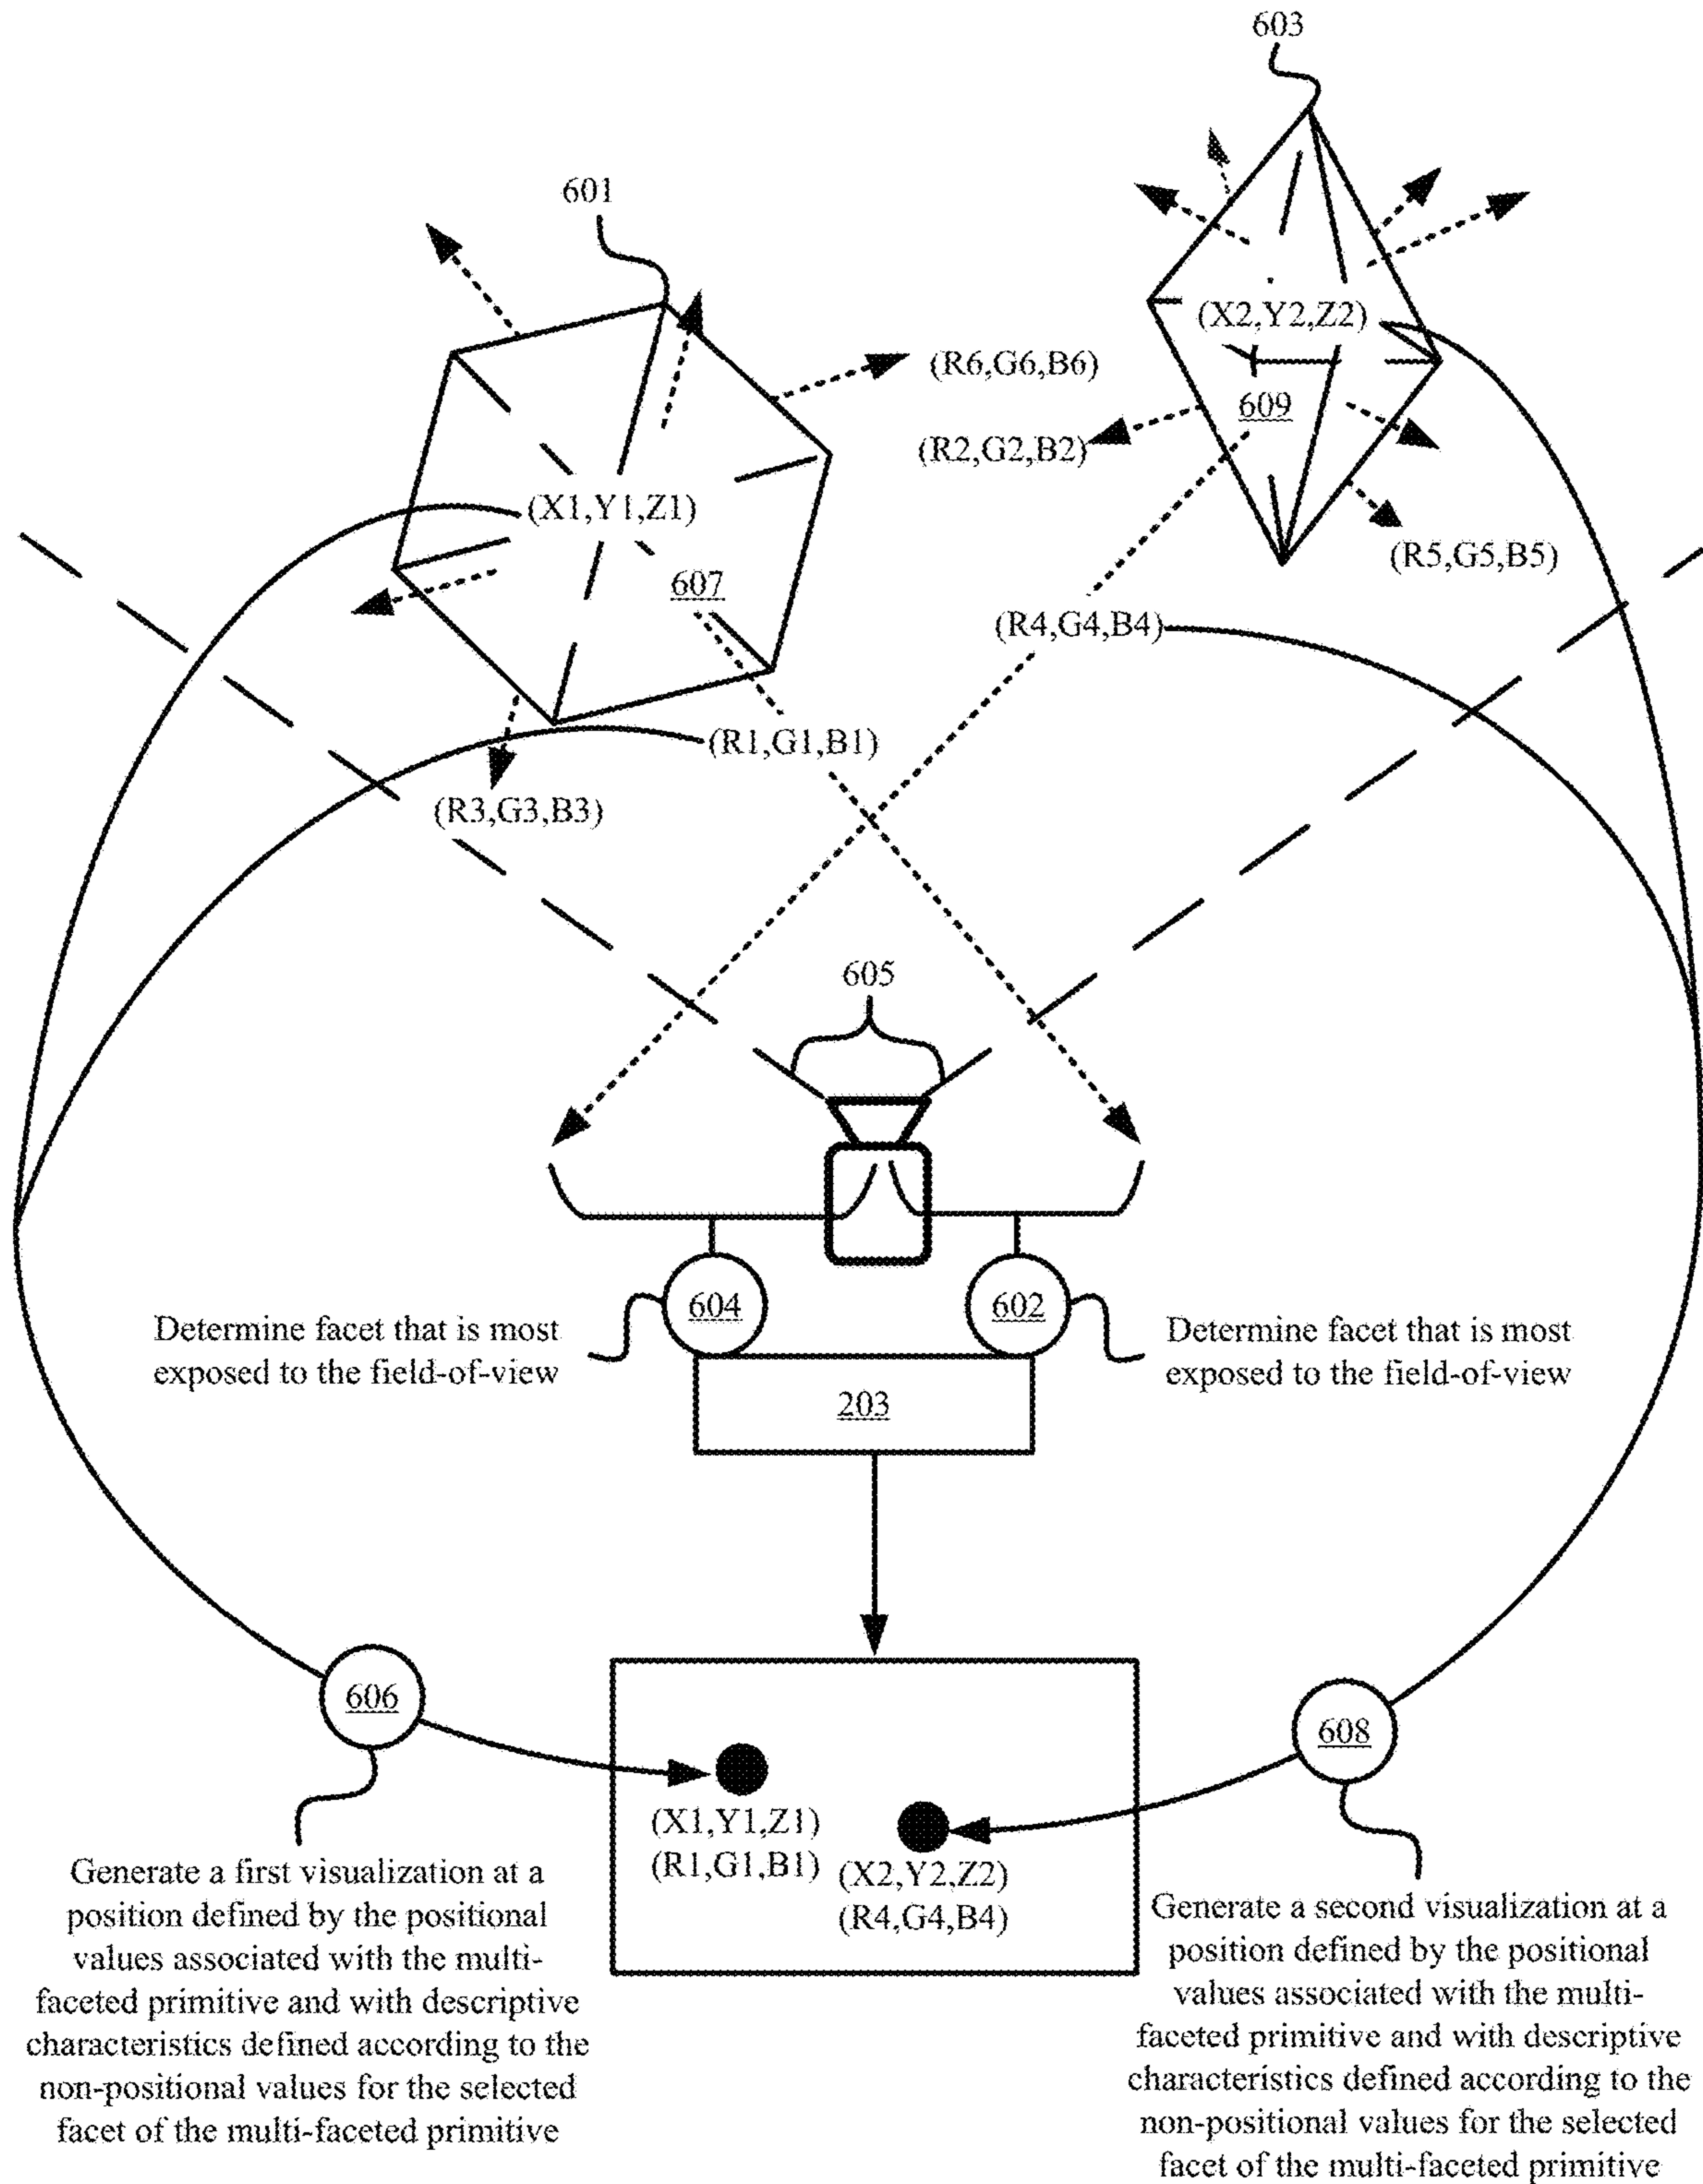 603
601
(R6,G6,B6)
(X2,Y2,Z2)
609
(R2,G2,B2)
(X1,Y1,Z1)
(R5,G5,B5)
607
(R4,G4,B4)
(R1,G1,B1)
(R3,G3,B3)
605
604
602
Determine facet that is most
exposed to the field-of-view
Determine facet that is most
exposed to the field-of-view
203
606
608
(X1,Y1,Z1)
(R1,G1,B1)
(X2,Y2,Z2)
(R4,G4,B4)
Generate a first visualization at a
position defined by the positional
values associated with the multi-
faceted primitive and with descriptive
characteristics defined according to the
non-positional values for the selected
facet of the multi-faceted primitive
Generate a second visualization at a
position defined by the positional
values associated with the multi-
faceted primitive and with descriptive
characteristics defined according to the
non-positional values for the selected
facet of the multi-faceted primitive